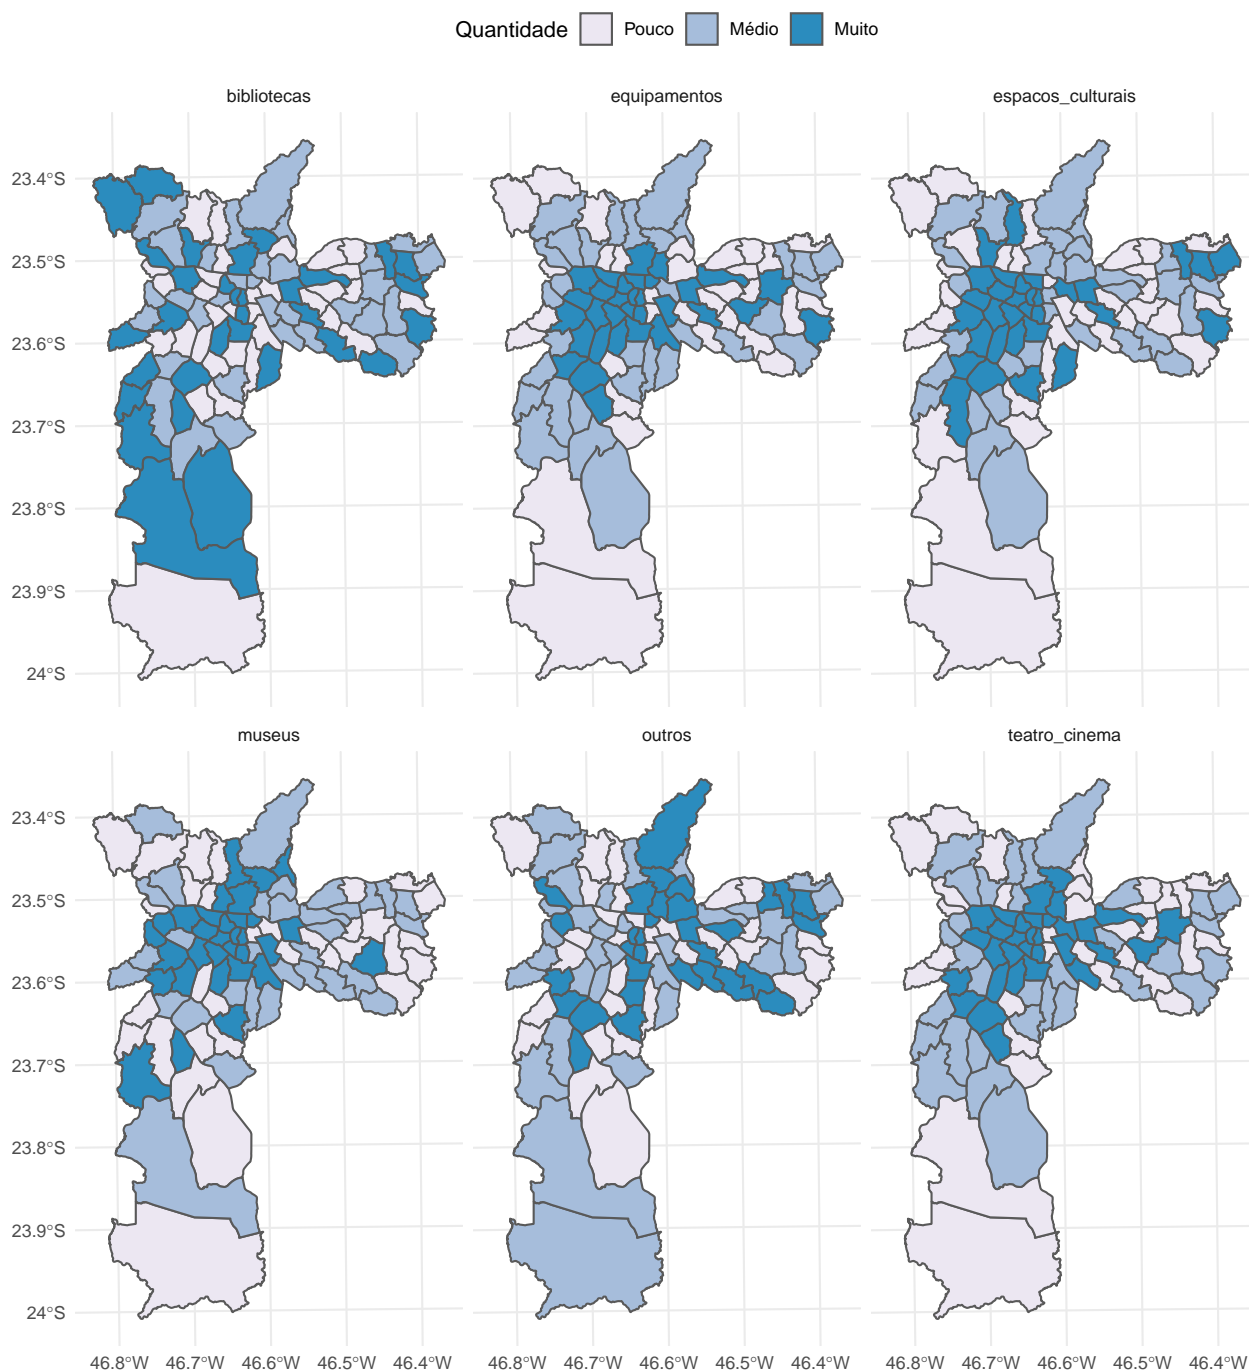 Quantidade Pouco Médio Muito
bibliotecas equipamentos espacos_culturais
23.4°S
23.5°S
23.6°S
23.7°S
23.8°S
23.9°S
24°S
museus outros teatro_cinema
23.4°S
23.5°S
23.6°S
23.7°S
23.8°S
23.9°S
24°S
46.8°W 46.7°W 46.6°W 46.5°W 46.4°W 46.8°W 46.7°W 46.6°W 46.5°W 46.4°W 46.8°W 46.7°W 46.6°W 46.5°W 46.4°W